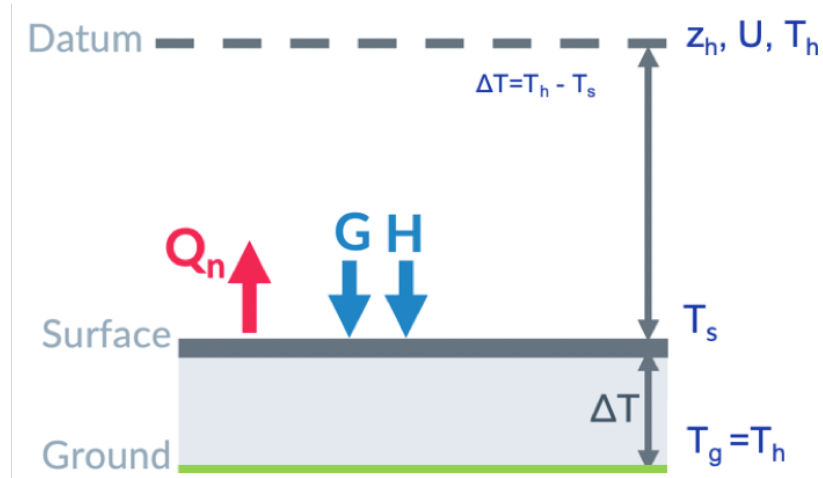 Datum
z_h, U, T_h
ΔT=T_h - T_s
Q_n
G H
Surface
T_s
ΔT
Ground
T_g =T_h